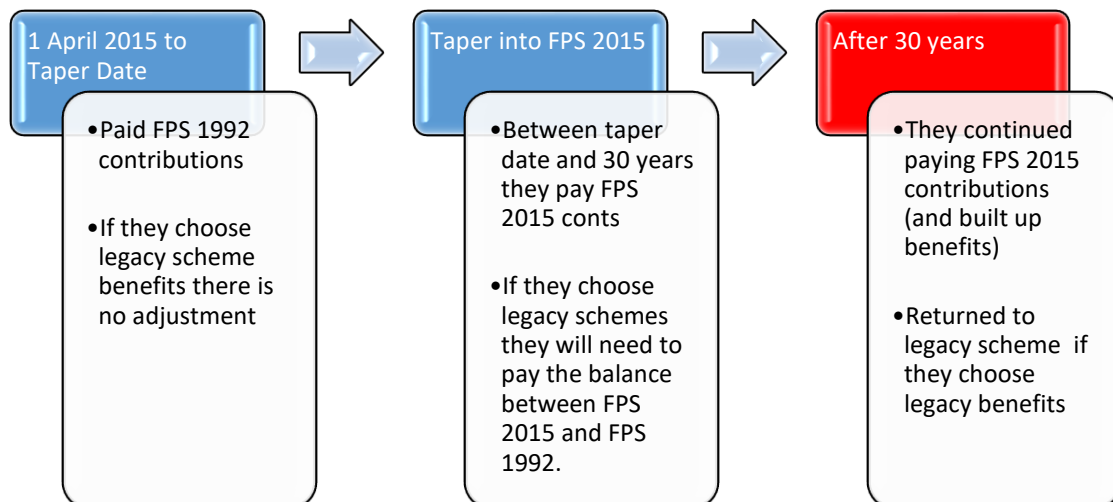 1 April 2015 to
Taper Date
•Paid FPS 1992
contributions
•If they choose
legacy scheme
benefits there is
no adjustment
Taper into FPS 2015
•Between taper
date and 30 years
they pay FPS
2015 conts
•If they choose
legacy schemes
they will need to
pay the balance
between FPS
2015 and FPS
1992.
After 30 years
•They continued
paying FPS 2015
contributions
(and built up
benefits)
•Returned to
legacy scheme  if
they choose
legacy benefits